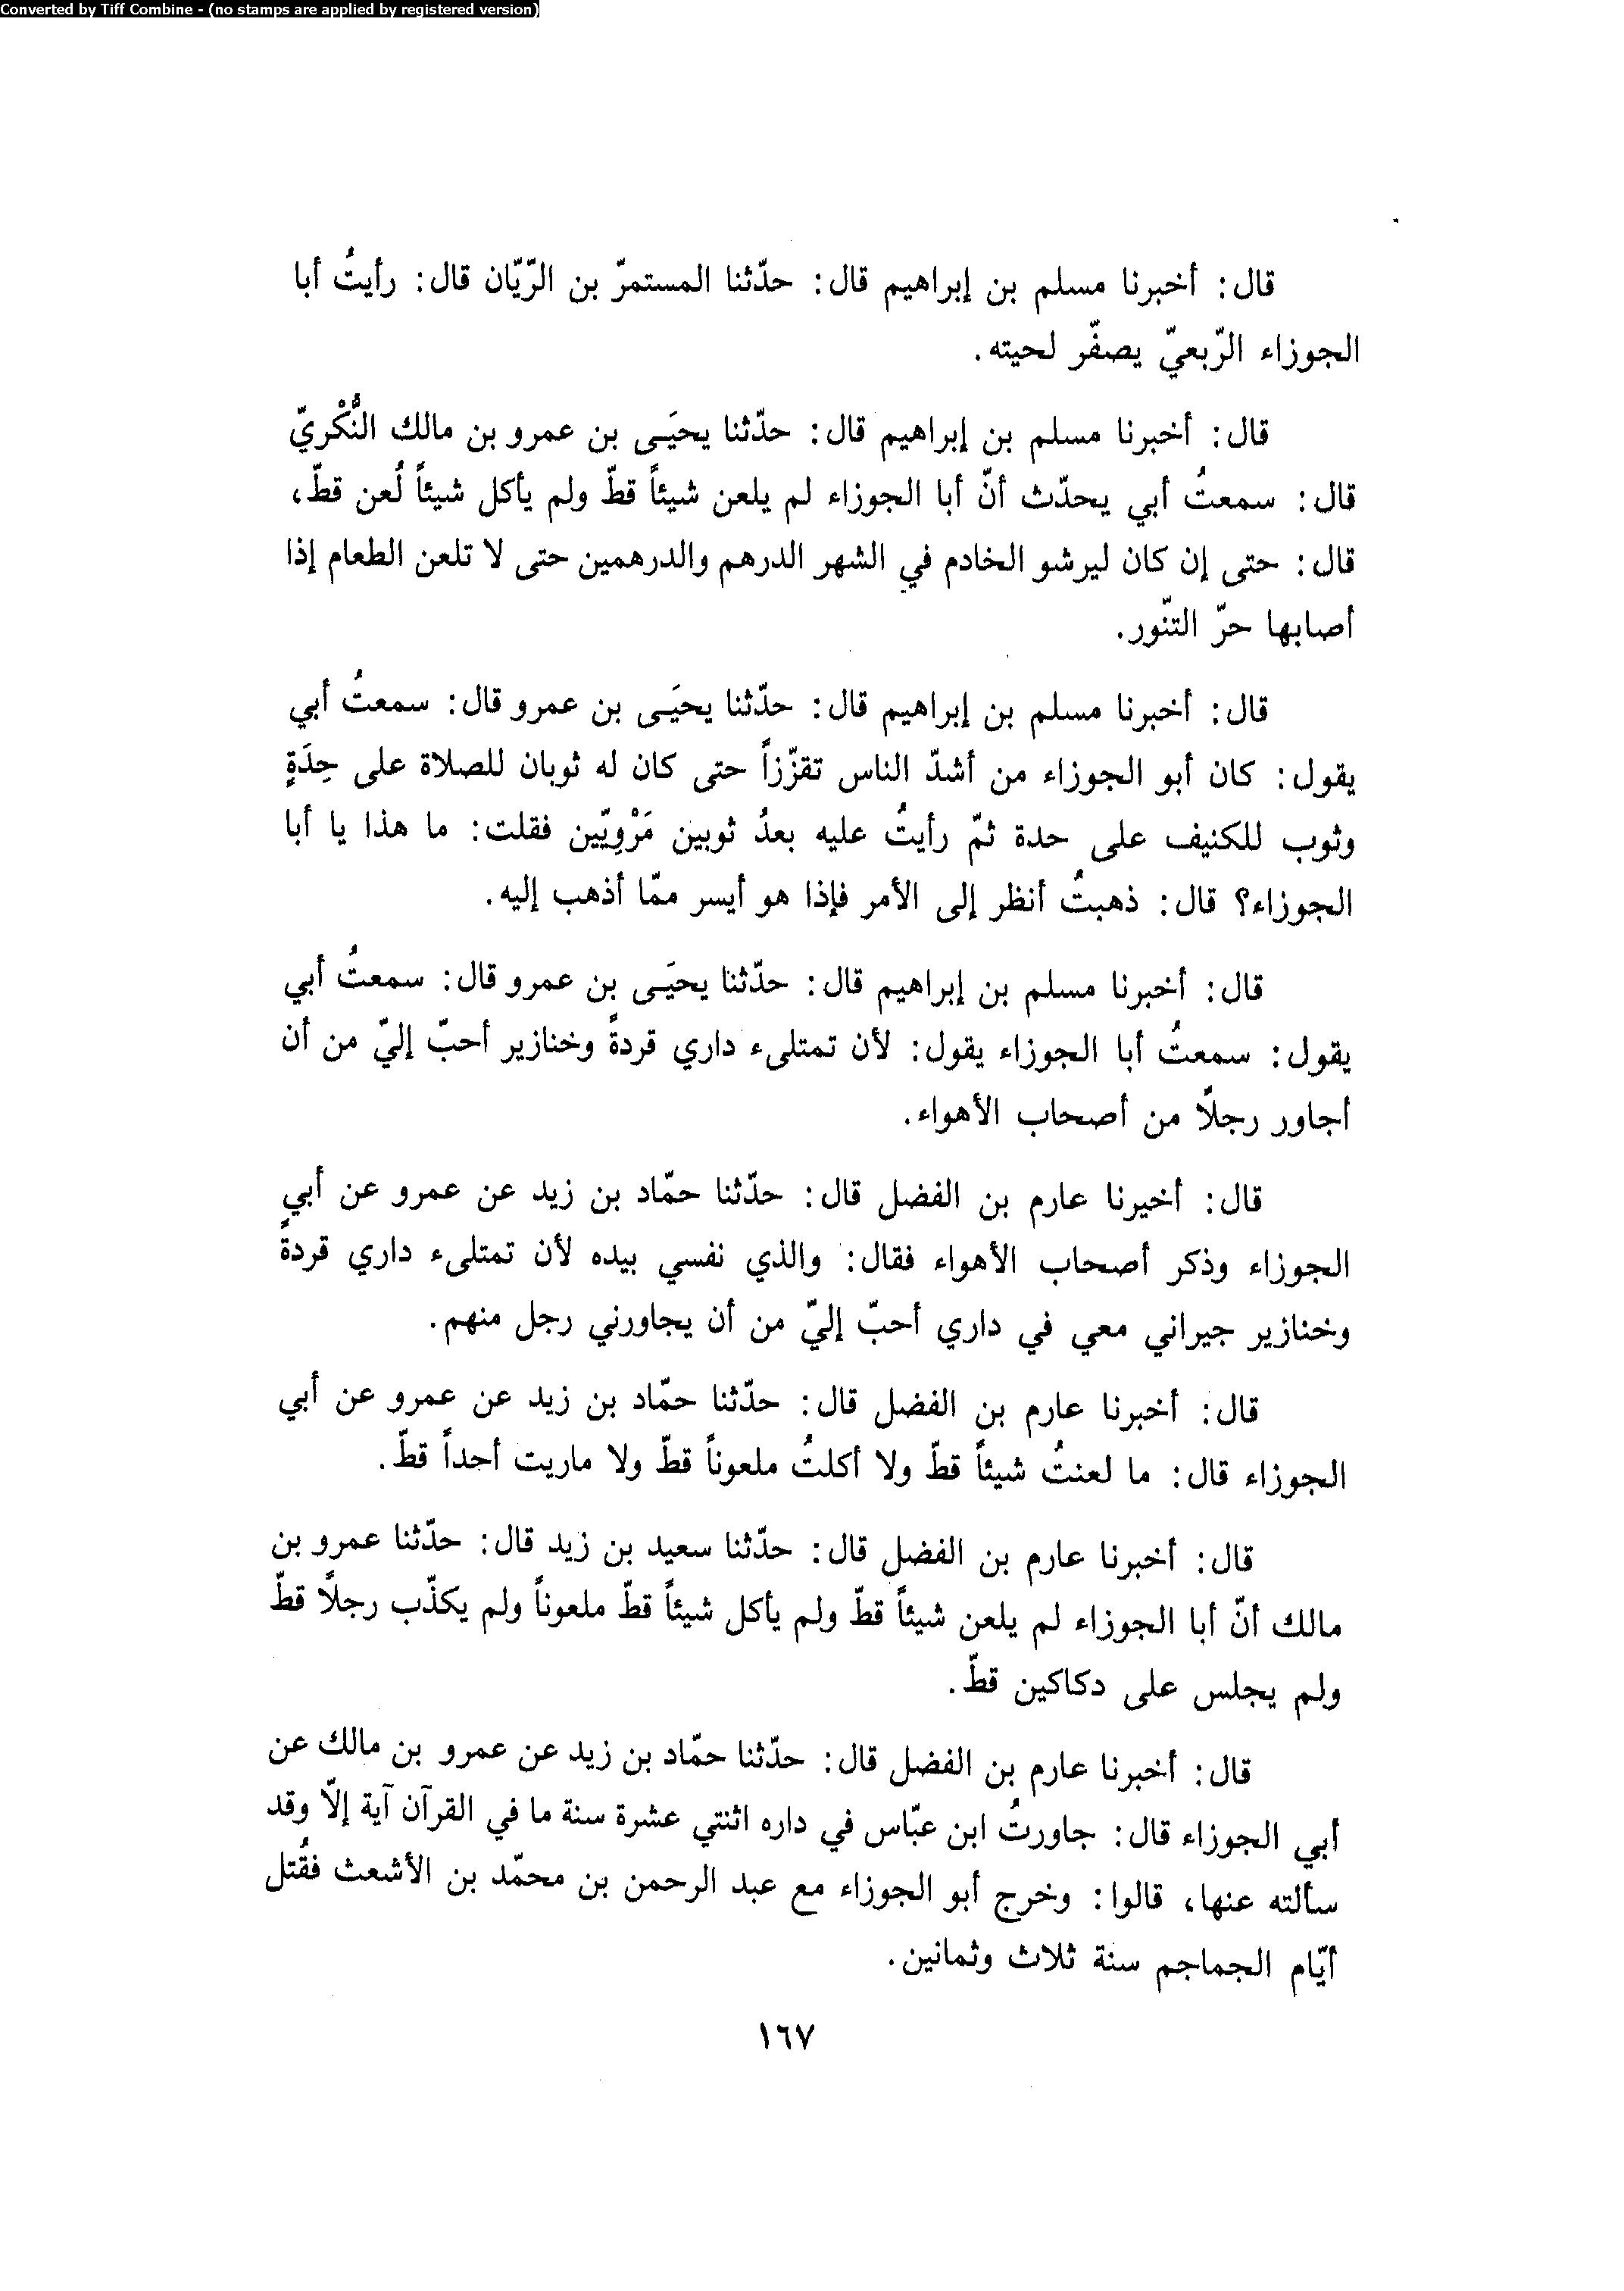 Converted by Tiff Combine - (no stamps are applied by registered version)
قال: أخبرنا مسلم بن إبراهيم قال: حدّثنا المستمرّ بن الرّيّان قال: رأيتُ أبا
الجوزاء الرّبعيّ يصفّر لحيته.
قال: أخبرنا مسلم بن إبراهيم قال: حدّثنا يحيَـى بن عمرو بن مالك النُّكْريّ
قال: سمعتُ أبي يحدّث أنّ أبا الجوزاء لم يلعن شيئاً قطّ ولم يأكل شيئاً لُعن قطّ،
قال: حتى إن كان ليرشو الخادم في الشهر الدرهم والدرهمين حتى لا تلعن الطعام إذا
أصابها حرّ التنّور.
قال: أخبرنا مسلم بن إبراهيم قال: حدّثنا يحيَـى بن عمرو قال: سمعتُ أبي
يقول: كان أبو الجوزاء من أشدّ الناس تقزّزاً حتى كان له ثوبان للصلاة على حِدَةٍ
وثوب للكنيف على حدة ثمّ رأيتُ عليه بعدُ ثوبين مَرْوِيّين فقلت: ما هذا يا أبا
الجوزاء؟ قال: ذهبتُ أنظر إلى الأمر فإذا هو أيسر ممّا أذهب إليه.
قال: أخبرنا مسلم بن إبراهيم قال: حدّثنا يحيَـى بن عمرو قال: سمعتُ أبي
يقول: سمعتُ أبا الجوزاء يقول: لأن تمتلىء داري قردةً وخنازير أحبّ إليّ من أن
أجاور رجلًا من أصحاب الأهواء.
قال: أخيرنا عارم بن الفضل قال: حدّثنا حمّاد بن زيد عن عمرو عن أبي
الجوزاء وذكر أصحاب الأهواء فقال: والذي نفسي بيده لأن تمتلىء داري قردةً
وخنازير جيراني معي في داري أحبّ إليّ من أن يجاورني رجل منهم.
قال: أخبرنا عارم بن الفضل قال: حدّثنا حمّاد بن زيد عن عمرو عن أبي
الجوزاء قال: ما لعنتُ شيئاً قطّ ولا أكلتُ ملعوناً قطّ ولا ماريت أحداً قطّ.
قال: أخبرنا عارم بن الفضل قال: حدّثنا سعيد بن زيد قال: حدّثنا عمرو بن
مالك أنّ أبا الجوزاء لم يلعن شيئاً قطّ ولم يأكل شيئاً قطّ ملعوناً ولم يكذّب رجلًا قطّ
ولم يجلس على دكاكين قطّ.
قال: أخبرنا عارم بن الفضل قال: حدّثنا حمّاد بن زيد عن عمرو بن مالك عن
أبي الجوزاء قال: جاورتُ ابن عبّاس في داره اثنتي عشرة سنة ما في القرآن آية إلّا وقد
سألته عنها، قالوا: وخرج أبو الجوزاء مع عبد الرحمن بن محمّد بن الأشعث فقُتل
أيّام الجماجم سنة ثلاث وثمانين.
١٦٧